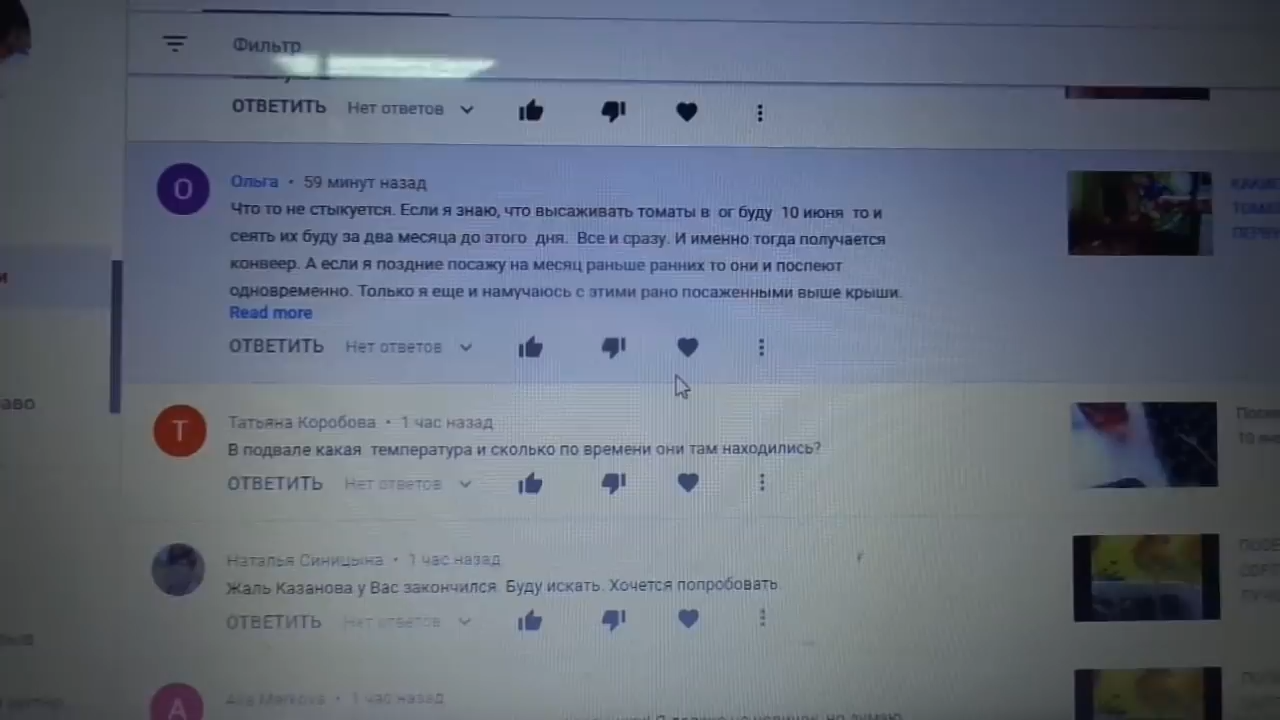 Фильтр
ОТВЕТИТЬ Нет ответов
О
Ольга • 59 минут назад
Что то не стыкуется. Если я знаю, что высаживать томаты в ог буду 10 июня то и
сеять их буду за два месяца до этого дня. Все и сразу. И именно тогда получается
конвеер. А если я поздние посажу на месяц раньше ранних то они и поспеют
одновременно. Только я еще и намучаюсь с этими рано посаженными выше крыши.
Read more
ОТВЕТИТЬ Нет ответов
аво
Т
Татьяна Коробова • 1 час назад
В подвале какая температура и сколько по времени они там находились?
ОТВЕТИТЬ Нет ответов
Наталья Синицына • 1 час назад
Жаль Казанова у Вас закончился. Буду искать. Хочется попробовать
ОТВЕТИТЬ Нет ответов
А
1 час назад